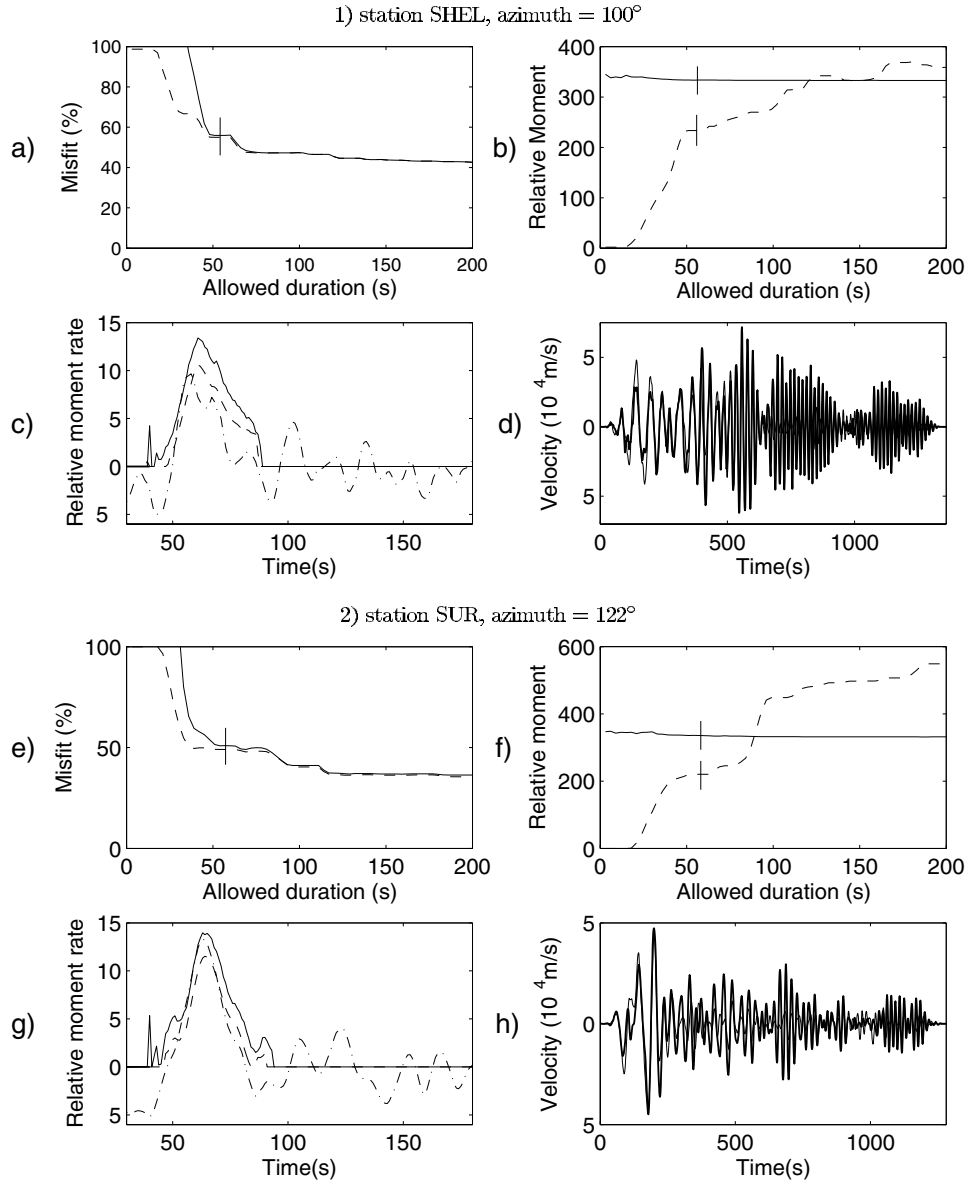 1) station SHEL, azimuth = 100°
a)
Misfit (%)
100
80
60
40
20
0
0 50 100 150 200
Allowed duration (s)
b)
Relative Moment
400
300
200
100
0
0 50 100 150 200
Allowed duration (s)
c)
Relative moment rate
15
10
5
0
5
50 100 150
Time(s)
d)
Velocity (10 4m/s)
5
0
5
0 500 1000
Time(s)
2) station SUR, azimuth = 122°
e)
Misfit (%)
100
50
0
0 50 100 150 200
Allowed duration (s)
f)
Relative moment
600
400
200
0
0 50 100 150 200
Allowed duration (s)
g)
Relative moment rate
15
10
5
0
5
50 100 150
Time(s)
h)
Velocity (10 4m/s)
5
0
5
0 500 1000
Time(s)